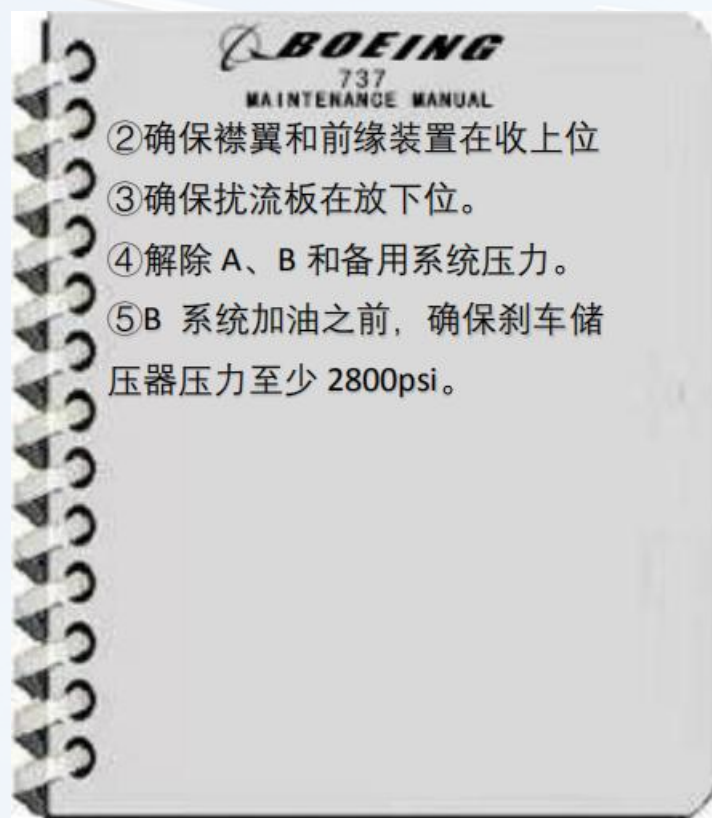 BOEING
737
MAINTENANCE MANUAL
②确保襟翼和前缘装置在收上位
③确保扰流板在放下位。
④解除 A、B 和备用系统压力。
⑤B 系统加油之前，确保刹车储
压器压力至少 2800psi。